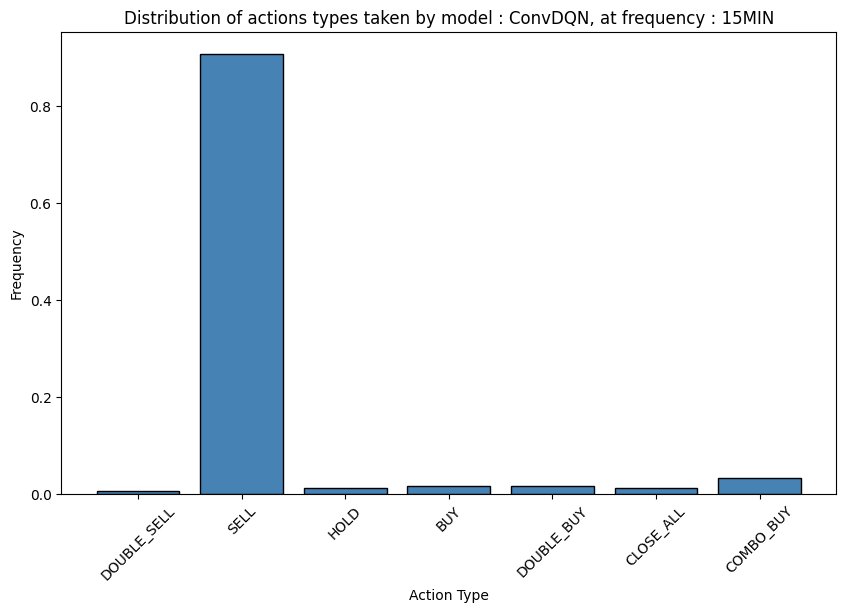 Distribution of actions types taken by model : ConvDQN, at frequency : 15MIN
Frequency
0.8
0.6
0.4
0.2
0.0
DOUBLE_SELL
SELL
HOLD
BUY
DOUBLE_BUY
CLOSE_ALL
COMBO_BUY
Action Type